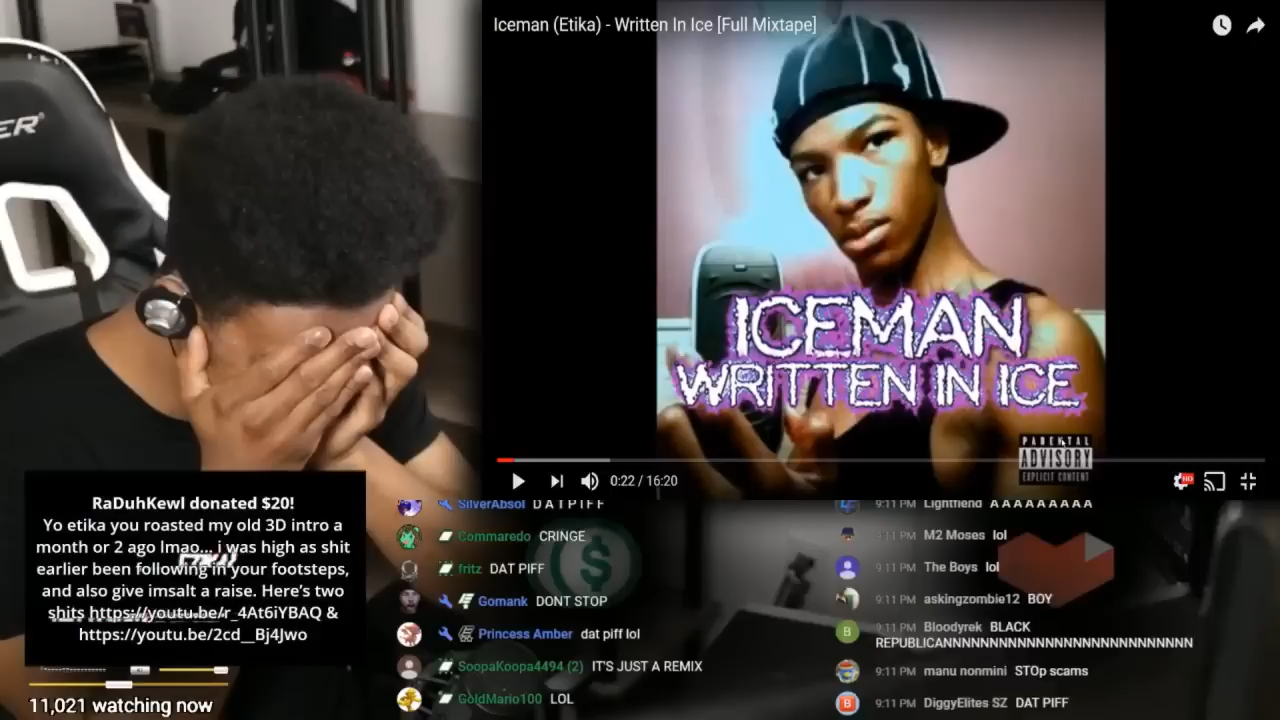 Iceman (Etika) - Written In Ice [Full Mixtape]
ER
ICEMAN
WRITTEN IN ICE
PARENTAL
ADVISORY
EXPLICIT CONTENT
0:22 / 16:20
HD
RaDuhKewl donated $20!
Yo etika you roasted my old 3D intro a
month or 2 ago lmao... i was high as shit
earlier been following in your footsteps,
and also give imsalt a raise. Here's two
shits https://youtu.be/r_4At6iYBAQ &
https://youtu.be/2cd__Bj4Jwo
11,021 watching now
SilverAbsol D A T P I F F
Commaredo CRINGE
fritz DAT PIFF
Gomank DONT STOP
Princess Amber dat piff lol
SoopaKoopa4494 (2) IT'S JUST A REMIX
GoldMario100 LOL
$
9:11 PM Lightfiend A A A A A A A A A
9:11 PM M2 Moses lol
9:11 PM The Boys lol
9:11 PM askingzombie12 BOY
B 9:11 PM Bloodyrek BLACK
REPUBLICANNNNNNNNNNNNNNNNNNNNNNNNNN
9:11 PM manu nonmini STOp scams
B 9:11 PM DiggyElites SZ DAT PIFF